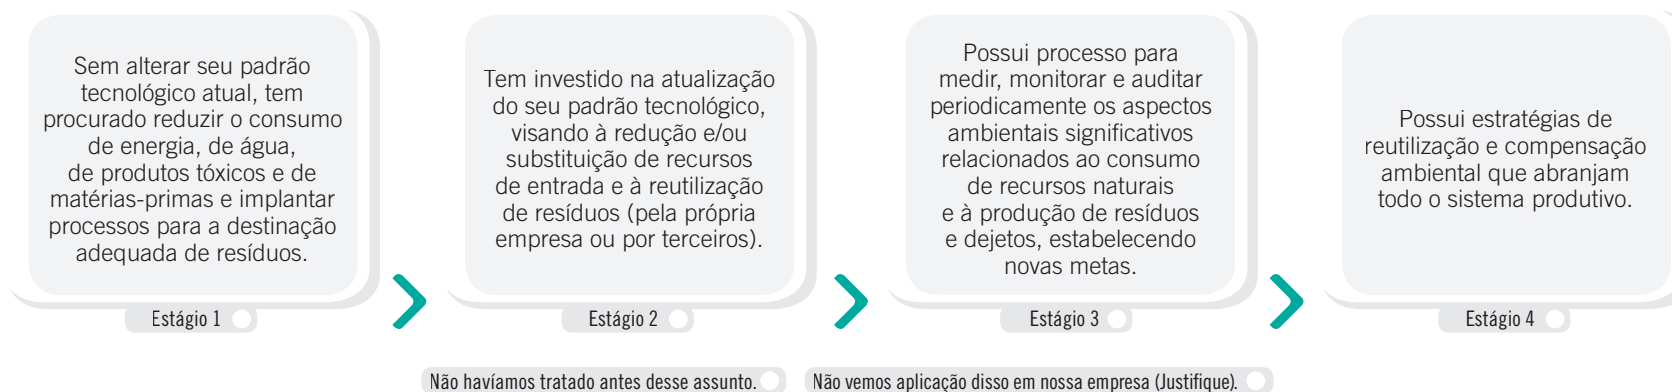 Sem alterar seu padrão
tecnológico atual, tem
procurado reduzir o consumo
de energia, de água,
de produtos tóxicos e de
matérias-primas e implantar
processos para a destinação
adequada de resíduos.
Estágio 1
Tem investido na atualização
do seu padrão tecnológico,
visando à redução e/ou
substituição de recursos
de entrada e à reutilização
de resíduos (pela própria
empresa ou por terceiros).
Estágio 2
Possui processo para
medir, monitorar e auditar
periodicamente os aspectos
ambientais significativos
relacionados ao consumo
de recursos naturais
e à produção de resíduos
e dejetos, estabelecendo
novas metas.
Estágio 3
Possui estratégias de
reutilização e compensação
ambiental que abranjam
todo o sistema produtivo.
Estágio 4
Não havíamos tratado antes desse assunto.
Não vemos aplicação disso em nossa empresa (Justifique).